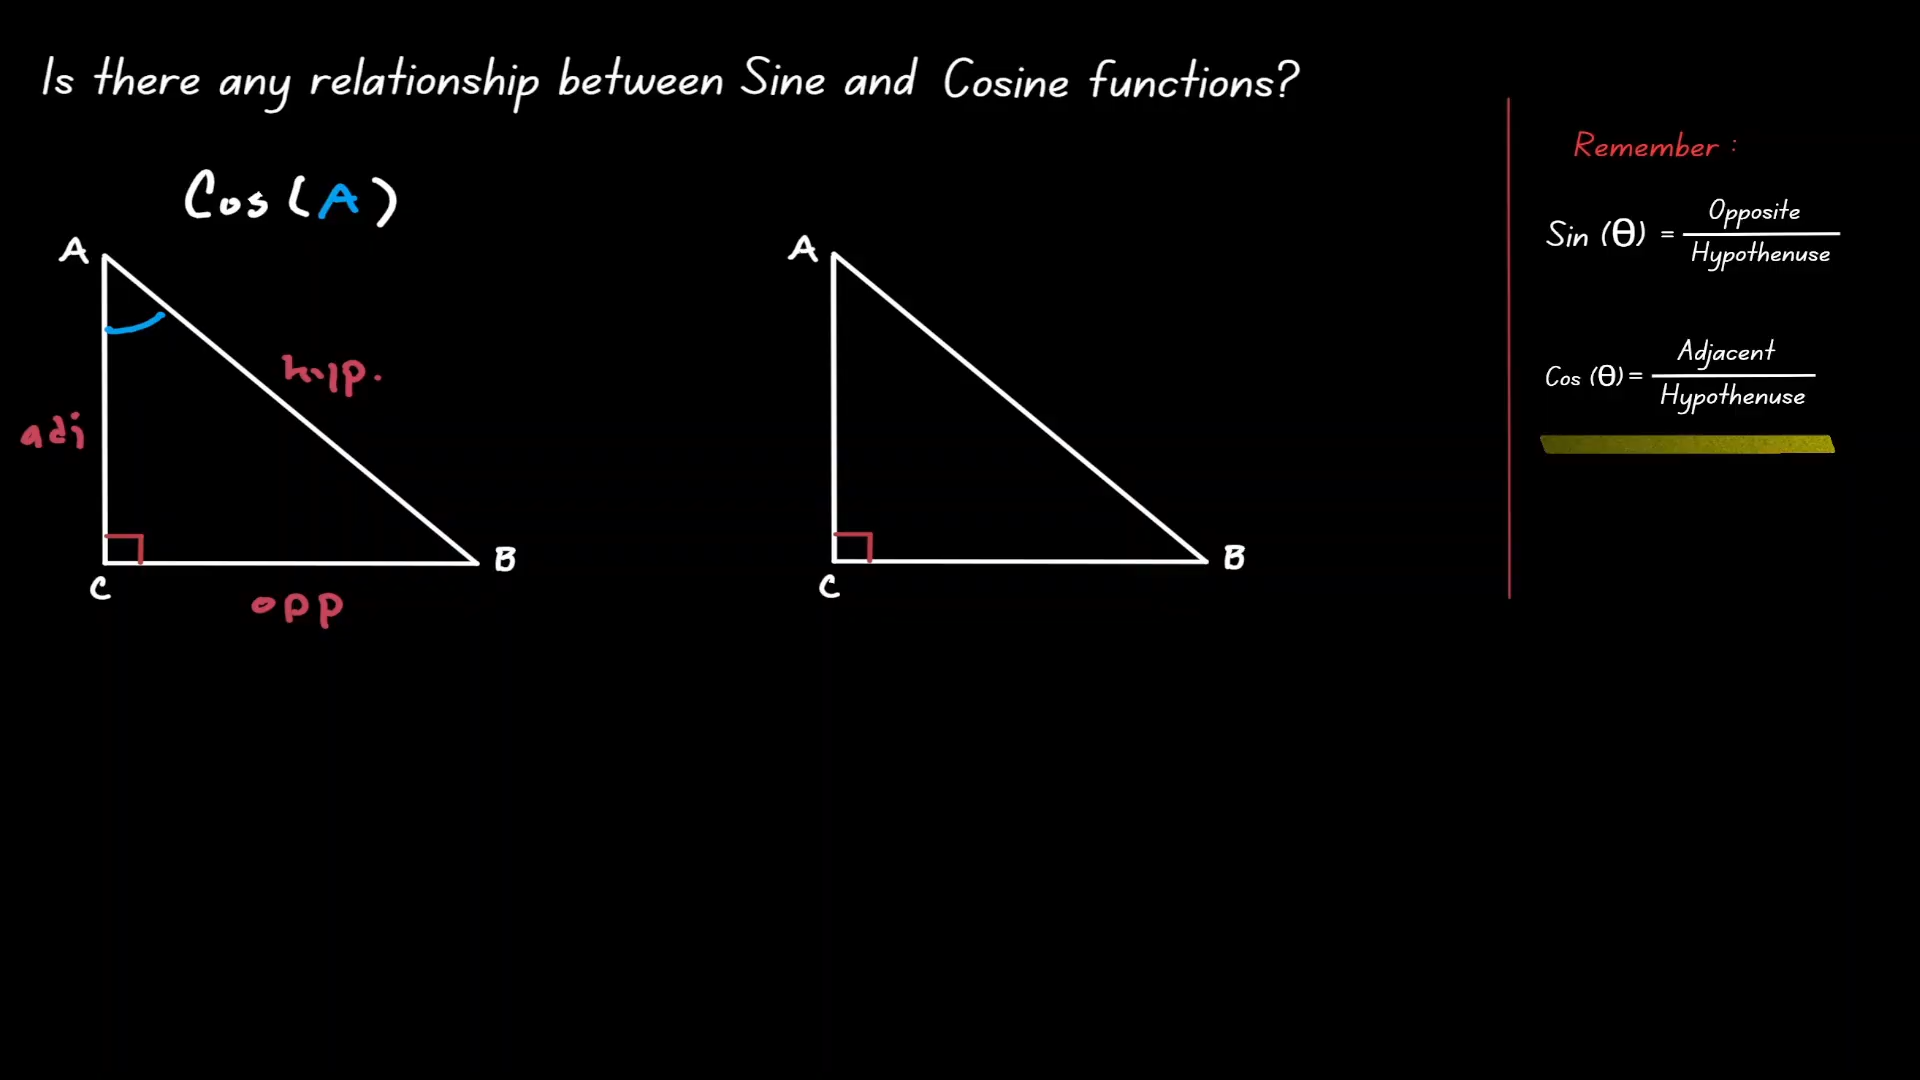 Is there any relationship between Sine and Cosine functions?
Cos (A)
A
hyp.
adj
C
B
opp
A
C
B
Remember :
Sin (θ) = Opposite
Hypothenuse
Cos (θ) = Adjacent
Hypothenuse